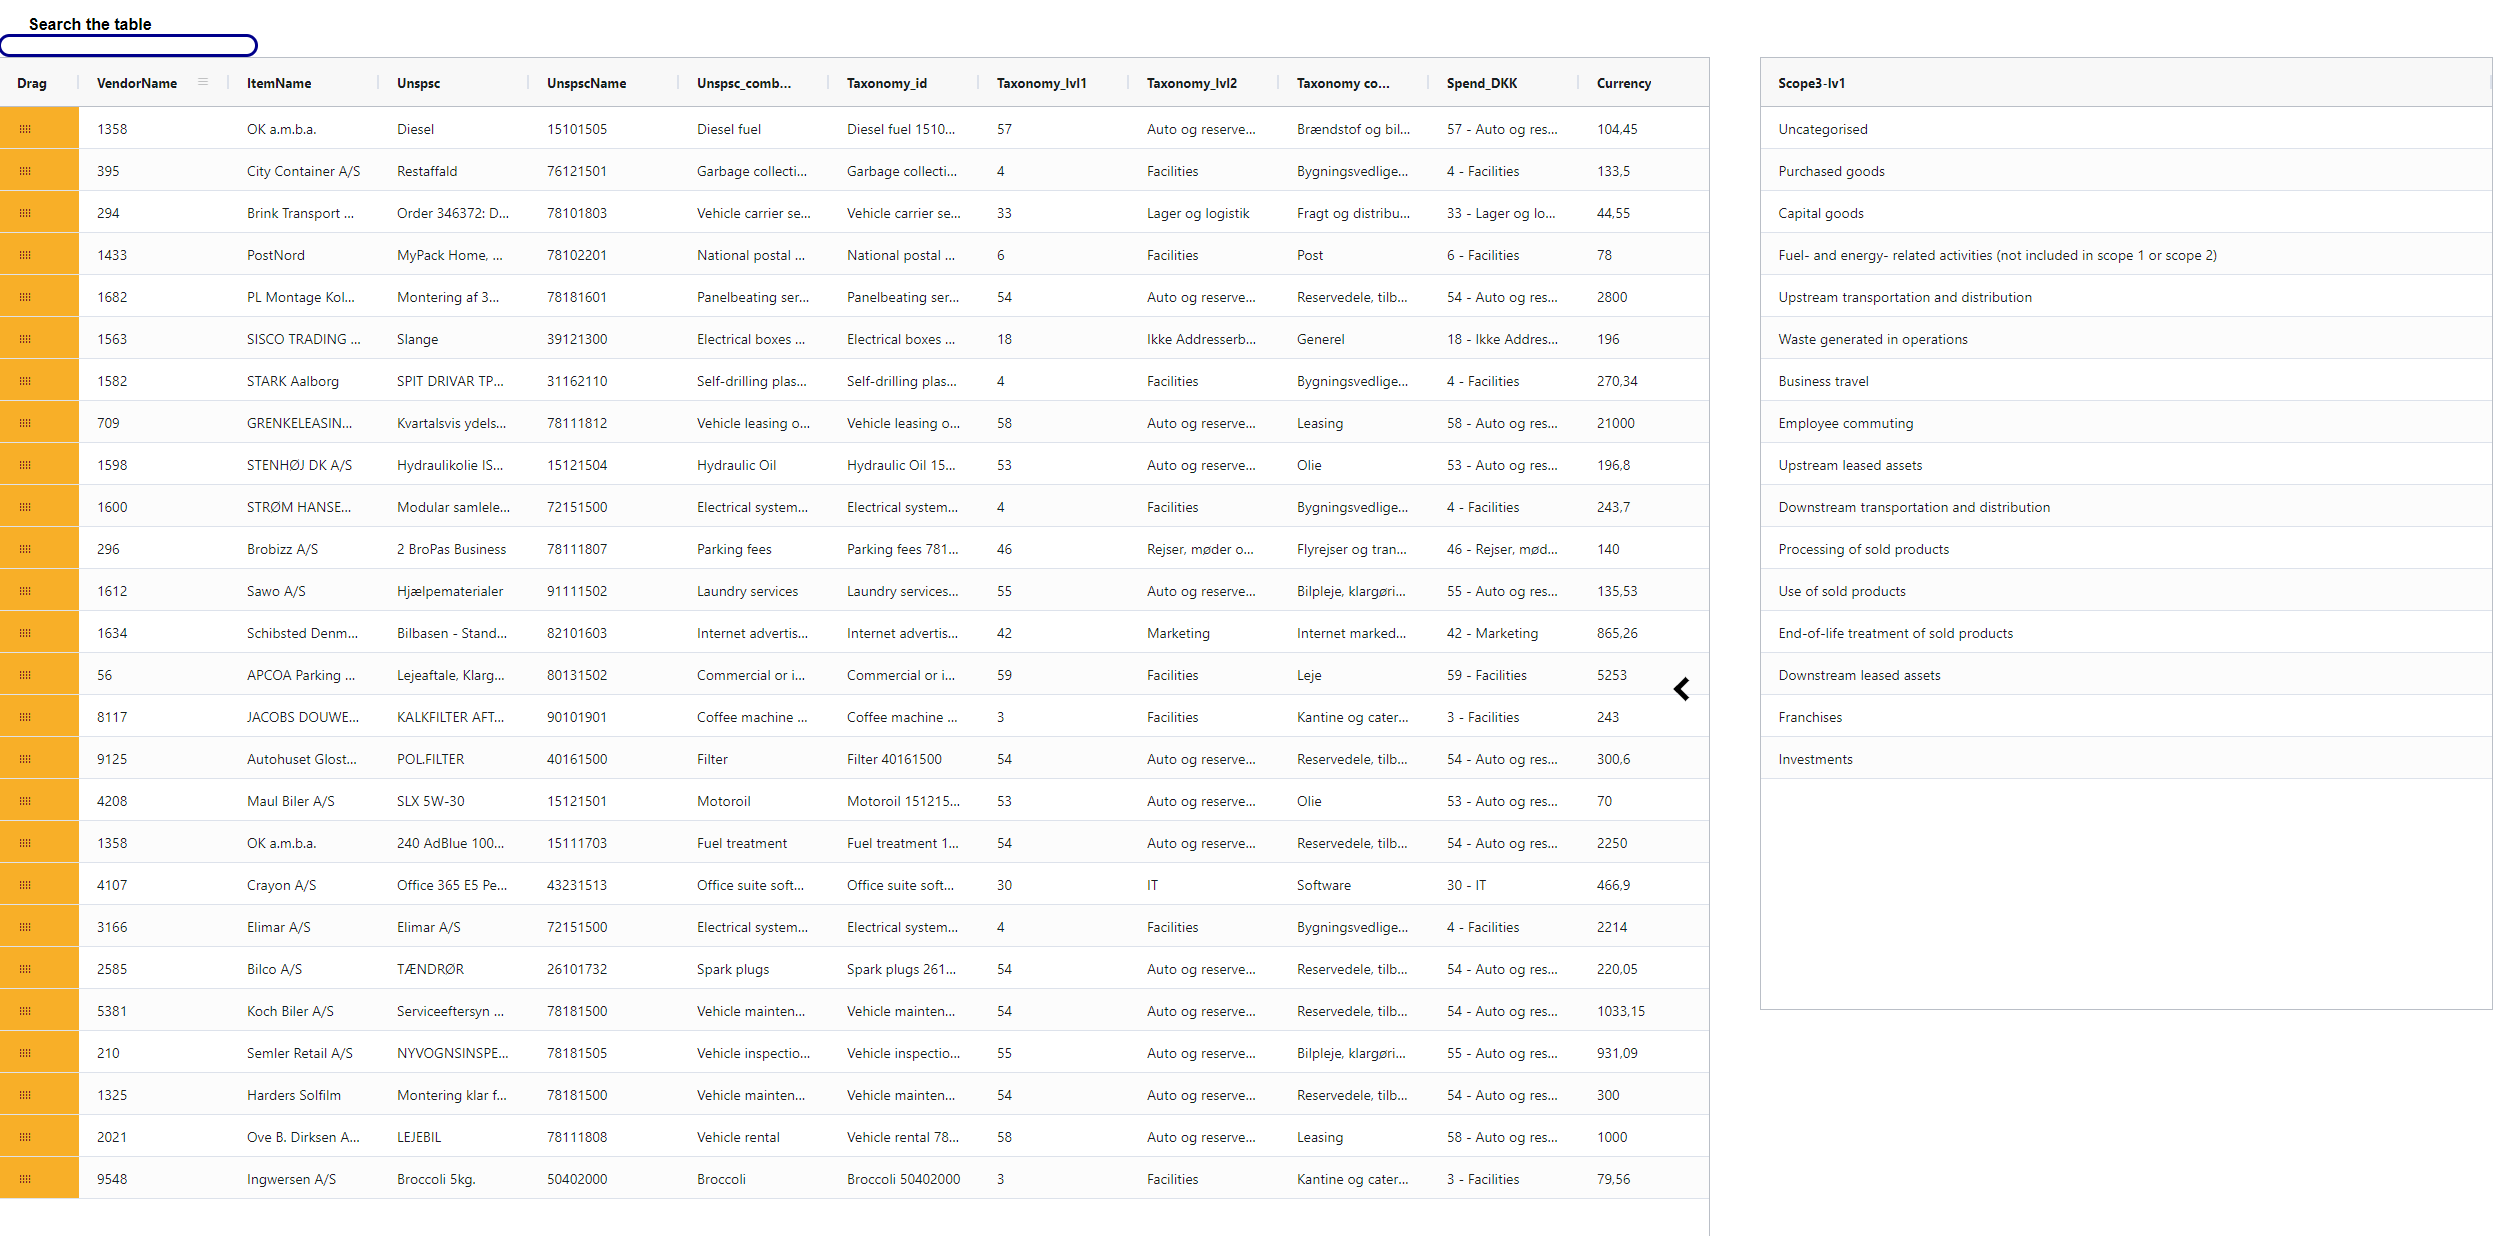 Search the table
Drag VendorName ItemName Unspsc UnspscName Unspsc_comb... Taxonomy_id Taxonomy_lvl1 Taxonomy_lvl2 Taxonomy co... Spend_DKK Currency Scope3-lv1
1358 OK a.m.b.a. Diesel 15101505 Diesel fuel Diesel fuel 1510... 57 Auto og reserve... Brændstof og bil... 57 - Auto og res... 104,45 Uncategorised
395 City Container A/S Restaffald 76121501 Garbage collecti... Garbage collecti... 4 Facilities Bygningsvedlige... 4 - Facilities 133,5 Purchased goods
294 Brink Transport ... Order 346372: D... 78101803 Vehicle carrier se... Vehicle carrier se... 33 Lager og logistik Fragt og distribu... 33 - Lager og lo... 44,55 Capital goods
1433 PostNord MyPack Home, ... 78102201 National postal ... National postal ... 6 Facilities Post 6 - Facilities 78 Fuel- and energy- related activities (not included in scope 1 or scope 2)
1682 PL Montage Kol... Montering af 3... 78181601 Panelbeating ser... Panelbeating ser... 54 Auto og reserve... Reservedele, tilb... 54 - Auto og res... 2800 Upstream transportation and distribution
1563 SISCO TRADING ... Slange 39121300 Electrical boxes ... Electrical boxes ... 18 Ikke Addresserb... Generel 18 - Ikke Addres... 196 Waste generated in operations
1582 STARK Aalborg SPIT DRIVAR TP... 31162110 Self-drilling plas... Self-drilling plas... 4 Facilities Bygningsvedlige... 4 - Facilities 270,34 Business travel
709 GRENKELEASIN... Kvartalsvis ydels... 78111812 Vehicle leasing o... Vehicle leasing o... 58 Auto og reserve... Leasing 58 - Auto og res... 21000 Employee commuting
1598 STENHØJ DK A/S Hydraulikolie IS... 15121504 Hydraulic Oil Hydraulic Oil 15... 53 Auto og reserve... Olie 53 - Auto og res... 196,8 Upstream leased assets
1600 STRØM HANSE... Modular samlele... 72151500 Electrical system... Electrical system... 4 Facilities Bygningsvedlige... 4 - Facilities 243,7 Downstream transportation and distribution
296 Brobizz A/S 2 BroPas Business 78111807 Parking fees Parking fees 781... 46 Rejser, møder o... Flyrejser og tran... 46 - Rejser, mød... 140 Processing of sold products
1612 Sawo A/S Hjælpematerialer 91111502 Laundry services Laundry services... 55 Auto og reserve... Bilpleje, klargøri... 55 - Auto og res... 135,53 Use of sold products
1634 Schibsted Denm... Bilbasen - Stand... 82101603 Internet advertis... Internet advertis... 42 Marketing Internet marked... 42 - Marketing 865,26 End-of-life treatment of sold products
56 APCOA Parking ... Lejeaftale, Klarg... 80131502 Commercial or i... Commercial or i... 59 Facilities Leje 59 - Facilities 5253 Downstream leased assets
8117 JACOBS DOUWE... KALKFILTER AFT... 90101901 Coffee machine ... Coffee machine ... 3 Facilities Kantine og cater... 3 - Facilities 243 Franchises
9125 Autohuset Glost... POL.FILTER 40161500 Filter Filter 40161500 54 Auto og reserve... Reservedele, tilb... 54 - Auto og res... 300,6 Investments
4208 Maul Biler A/S SLX 5W-30 15121501 Motoroil Motoroil 151215... 53 Auto og reserve... Olie 53 - Auto og res... 70
1358 OK a.m.b.a. 240 AdBlue 100... 15111703 Fuel treatment Fuel treatment 1... 54 Auto og reserve... Reservedele, tilb... 54 - Auto og res... 2250
4107 Crayon A/S Office 365 E5 Pe... 43231513 Office suite soft... Office suite soft... 30 IT Software 30 - IT 466,9
3166 Elimar A/S Elimar A/S 72151500 Electrical system... Electrical system... 4 Facilities Bygningsvedlige... 4 - Facilities 2214
2585 Bilco A/S TÆNDRØR 26101732 Spark plugs Spark plugs 261... 54 Auto og reserve... Reservedele, tilb... 54 - Auto og res... 220,05
5381 Koch Biler A/S Serviceeftersyn ... 78181500 Vehicle mainten... Vehicle mainten... 54 Auto og reserve... Reservedele, tilb... 54 - Auto og res... 1033,15
210 Semler Retail A/S NYVOGNSINSPE... 78181505 Vehicle inspectio... Vehicle inspectio... 55 Auto og reserve... Bilpleje, klargøri... 55 - Auto og res... 931,09
1325 Harders Solfilm Montering klar f... 78181500 Vehicle mainten... Vehicle mainten... 54 Auto og reserve... Reservedele, tilb... 54 - Auto og res... 300
2021 Ove B. Dirksen A... LEJEBIL 78111808 Vehicle rental Vehicle rental 78... 58 Auto og reserve... Leasing 58 - Auto og res... 1000
9548 Ingwersen A/S Broccoli 5kg. 50402000 Broccoli Broccoli 50402000 3 Facilities Kantine og cater... 3 - Facilities 79,56